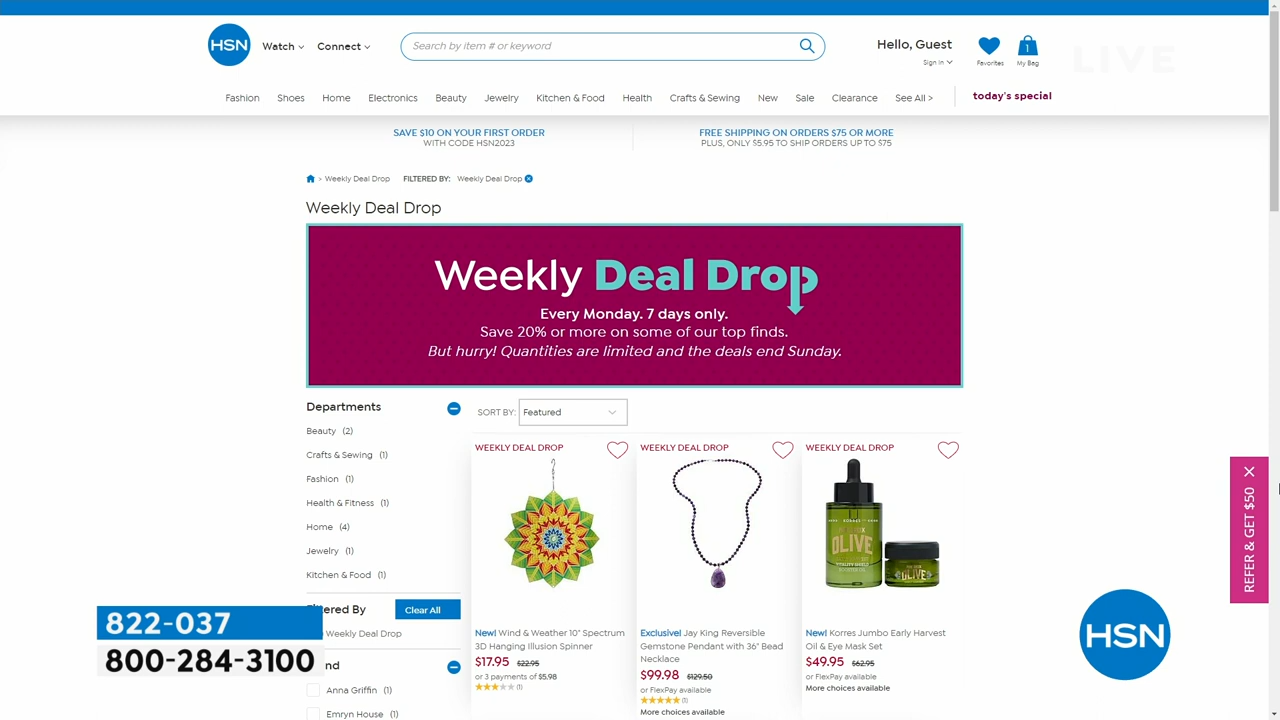 HSN
Watch
Connect
Search by item # or keyword
Hello, Guest
Sign In
Favorites
1
My Bag
LIVE
Fashion
Shoes
Home
Electronics
Beauty
Jewelry
Kitchen & Food
Health
Crafts & Sewing
New
Sale
Clearance
See All >
today's special
SAVE $10 ON YOUR FIRST ORDER
WITH CODE HSN2023
FREE SHIPPING ON ORDERS $75 OR MORE
PLUS, ONLY $5.95 TO SHIP ORDERS UP TO $75
> Weekly Deal Drop
FILTERED BY: Weekly Deal Drop
Weekly Deal Drop
Weekly Deal Drop
Every Monday. 7 days only.
Save 20% or more on some of our top finds.
But hurry! Quantities are limited and the deals end Sunday.
Departments
Beauty (2)
Crafts & Sewing (1)
Fashion (1)
Health & Fitness (1)
Home (4)
Jewelry (1)
Kitchen & Food (1)
ered By
Clear All
Weekly Deal Drop
nd
Anna Griffin (1)
Emryn House (1)
SORT BY: Featured
WEEKLY DEAL DROP
New! Wind & Weather 10" Spectrum
3D Hanging Illusion Spinner
$17.95 $22.95
or 3 payments of $5.98
(1)
WEEKLY DEAL DROP
Exclusive! Jay King Reversible
Gemstone Pendant with 36" Bead
Necklace
$99.98 $129.50
or FlexPay available
(1)
More choices available
WEEKLY DEAL DROP
KORRES
OLIVE
OLIVE
New! Korres Jumbo Early Harvest
Oil & Eye Mask Set
$49.95 $62.95
or FlexPay available
More choices available
REFER & GET $50
822-037
800-284-3100
HSN